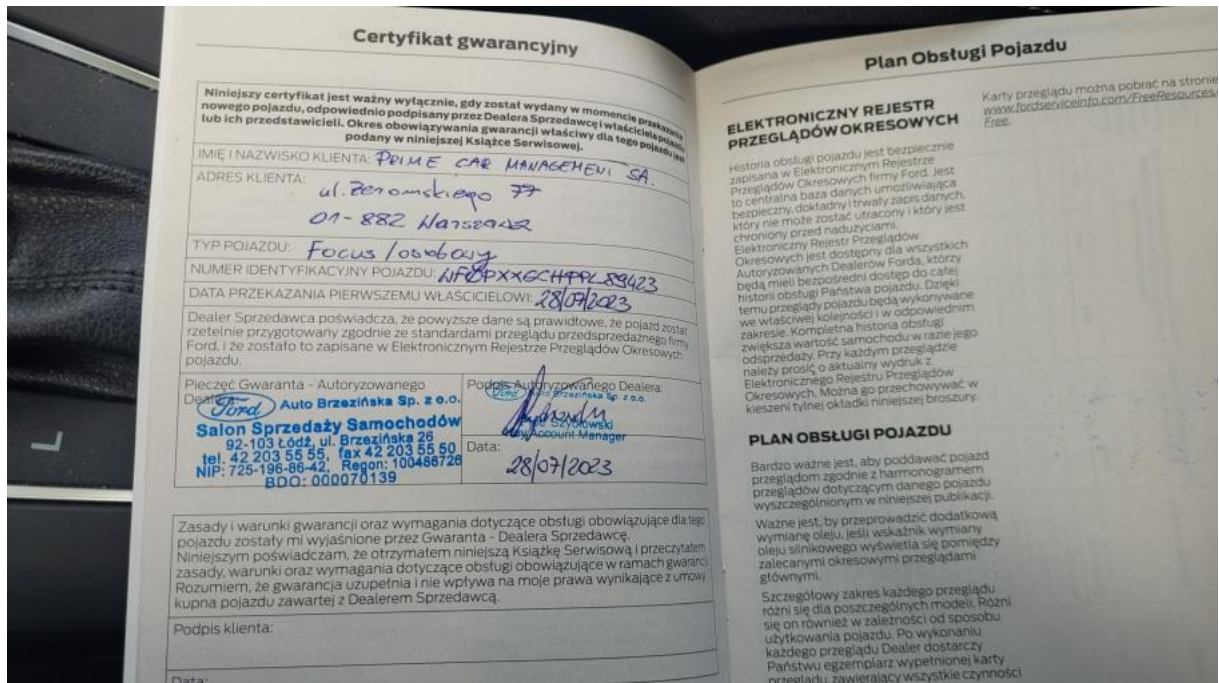 Certyfikat gwarancyjny
Niniejszy certyfikat jest ważny wyłącznie, gdy został wydany w momencie przekazania
nowego pojazdu, odpowiednio podpisany przez Dealera Sprzedawcę i właściciela pojazdu
lub ich przedstawicieli. Okres obowiązywania gwarancji właściwy dla tego pojazdu jest
podany w niniejszej Książce Serwisowej.
IMIĘ I NAZWISKO KLIENTA: PRIME CAR MANAGEMENT SA.
ADRES KLIENTA:
ul. Żeromskiego 77
01-882 Warszawa
TYP POJAZDU: Focus / osobowy
NUMER IDENTYFIKACYJNY POJAZDU: WF0PXXGCHPPL89423
DATA PRZEKAZANIA PIERWSZEMU WŁAŚCICIELOWI: 28/07/2023
Dealer Sprzedawca poświadcza, że powyższe dane są prawidłowe, że pojazd został
rzetelnie przygotowany zgodnie ze standardami przeglądu przedsprzedażnego firmy
Ford, i że zostało to zapisane w Elektronicznym Rejestrze Przeglądów Okresowych
pojazdu.
Pieczęć Gwaranta - Autoryzowanego
Dealera:
Ford Auto Brzezińska Sp. z o.o.
Salon Sprzedaży Samochodów
92-103 Łódź, ul. Brzezińska 26
tel. 42 203 55 55, fax 42 203 55 50
NIP: 725-196-86-42, Regon: 100486726
BDO: 000070139
Podpis Autoryzowanego Dealera:
Ford Auto Brzezińska Sp. z o.o.
Szydłowski
Key Account Manager
Data:
28/07/2023
Zasady i warunki gwarancji oraz wymagania dotyczące obsługi obowiązujące dla tego
pojazdu zostały mi wyjaśnione przez Gwaranta - Dealera Sprzedawcę.
Niniejszym poświadczam, że otrzymałem niniejszą Książkę Serwisową i przeczytałem
zasady, warunki oraz wymagania dotyczące obsługi obowiązujące w ramach gwarancji.
Rozumiem, że gwarancja uzupełnia i nie wpływa na moje prawa wynikające z umowy
kupna pojazdu zawartej z Dealerem Sprzedawcą.
Podpis klienta:
Data:
Plan Obsługi Pojazdu
ELEKTRONICZNY REJESTR
PRZEGLĄDÓW OKRESOWYCH
Historia obsługi pojazdu jest bezpiecznie
zapisana w Elektronicznym Rejestrze
Przeglądów Okresowych firmy Ford. Jest
to centralna baza danych umożliwiająca
bezpieczny, dokładny i trwały zapis danych,
który nie może zostać utracony i który jest
chroniony przed nadużyciami.
Elektroniczny Rejestr Przeglądów
Okresowych jest dostępny dla wszystkich
Autoryzowanych Dealerów Forda, którzy
będą mieli bezpośredni dostęp do całej
historii obsługi Państwa pojazdu. Dzięki
temu przeglądy pojazdu będą wykonywane
we właściwej kolejności i w odpowiednim
zakresie. Kompletna historia obsługi
zwiększa wartość samochodu w razie jego
odsprzedaży. Przy każdym przeglądzie
należy prosić o aktualny wydruk z
Elektronicznego Rejestru Przeglądów
Okresowych. Można go przechowywać w
kieszeni tylnej okładki niniejszej broszury.
PLAN OBSŁUGI POJAZDU
Bardzo ważne jest, aby poddawać pojazd
przeglądom zgodnie z harmonogramem
przeglądów dotyczącym danego pojazdu
wyszczególnionym w niniejszej publikacji.
Ważne jest, by przeprowadzić dodatkową
wymianę oleju, jeśli wskaźnik wymiany
oleju silnikowego wyświetla się pomiędzy
zalecanymi okresowymi przeglądami
głównymi.
Szczegółowy zakres każdego przeglądu
różni się dla poszczególnych modeli. Różni
się on również w zależności od sposobu
użytkowania pojazdu. Po wykonaniu
każdego przeglądu Dealer dostarczy
Państwu egzemplarz wypełnionej karty
przeglądu, zawierający wszystkie czynności
Karty przeglądu można pobrać na stronie
www.fordserviceinfo.com/FreeResources/
Free.